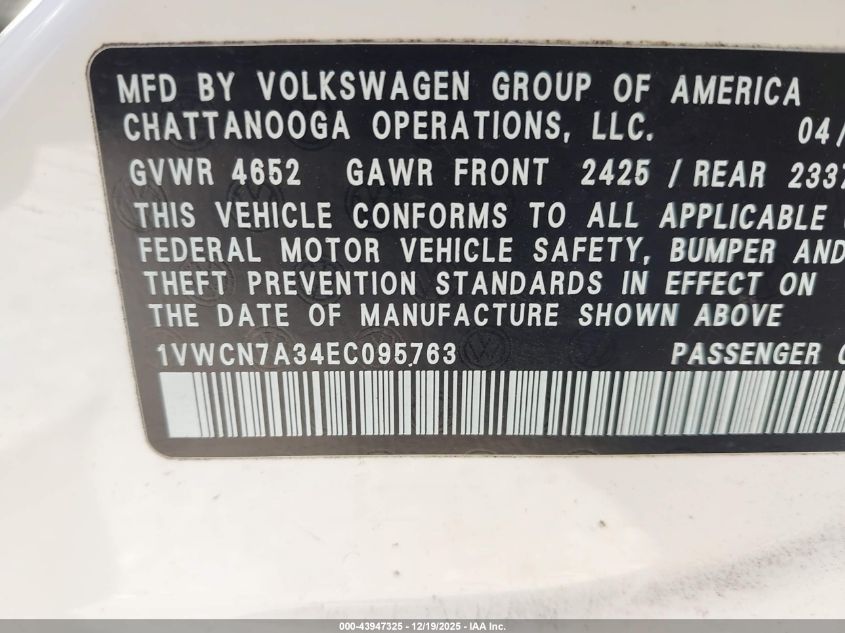 MFD BY VOLKSWAGEN GROUP OF AMERICA
CHATTANOOGA OPERATIONS, LLC. 04/
GVWR 4652 GAWR FRONT 2425 / REAR 2337
THIS VEHICLE CONFORMS TO ALL APPLICABLE
FEDERAL MOTOR VEHICLE SAFETY, BUMPER AND
THEFT PREVENTION STANDARDS IN EFFECT ON
THE DATE OF MANUFACTURE SHOWN ABOVE
1VWCN7A34EC095763 PASSENGER
000-43947325 - 12/19/2025 - IAA Inc.